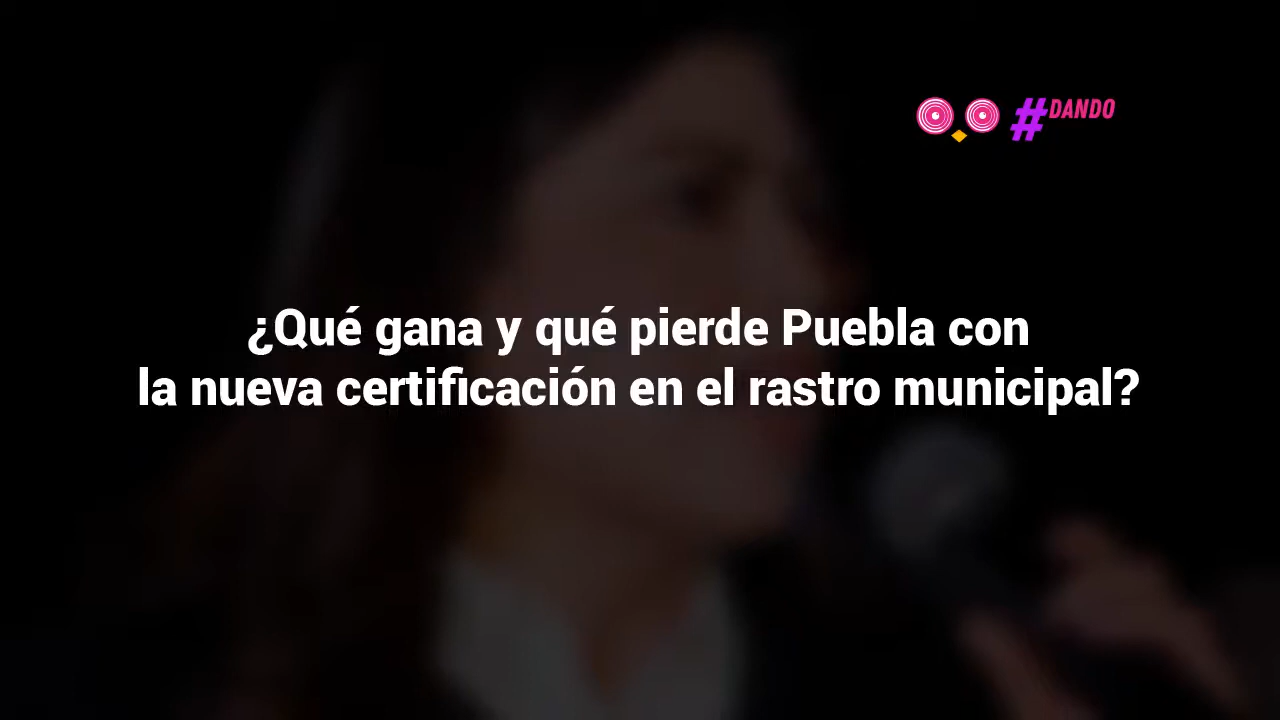 #DANDO
¿Qué gana y qué pierde Puebla con
la nueva certificación en el rastro municipal?